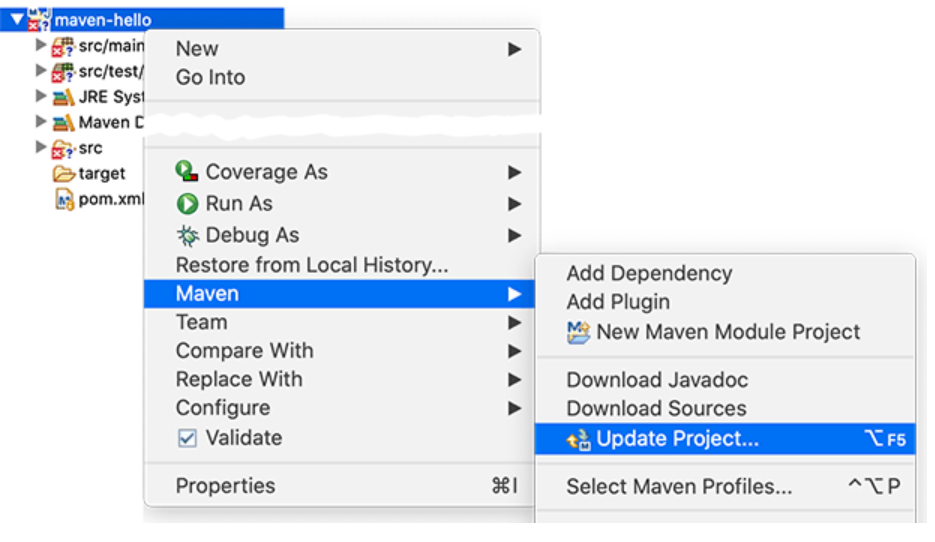 maven-hello
src/main
src/test/
JRE Syst
Maven D
src
target
pom.xml
New
Go Into
Coverage As
Run As
Debug As
Restore from Local History...
Maven
Team
Compare With
Replace With
Configure
Validate
Properties ⌘I
Add Dependency
Add Plugin
New Maven Module Project
Download Javadoc
Download Sources
Update Project... ⌥F5
Select Maven Profiles... ^⌥P